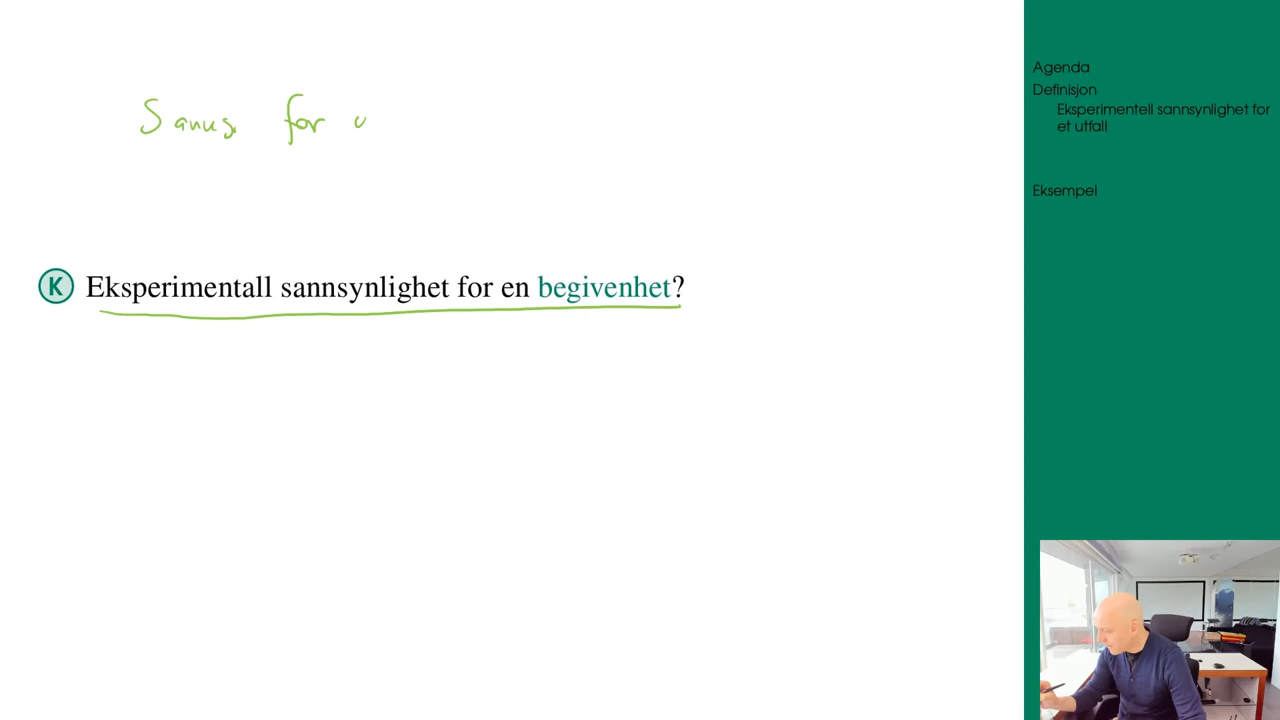 Sanns. for u
K Eksperimentall sannsynlighet for en begivenhet?
Agenda
Definisjon
Eksperimentell sannsynlighet for
et utfall
Eksempel